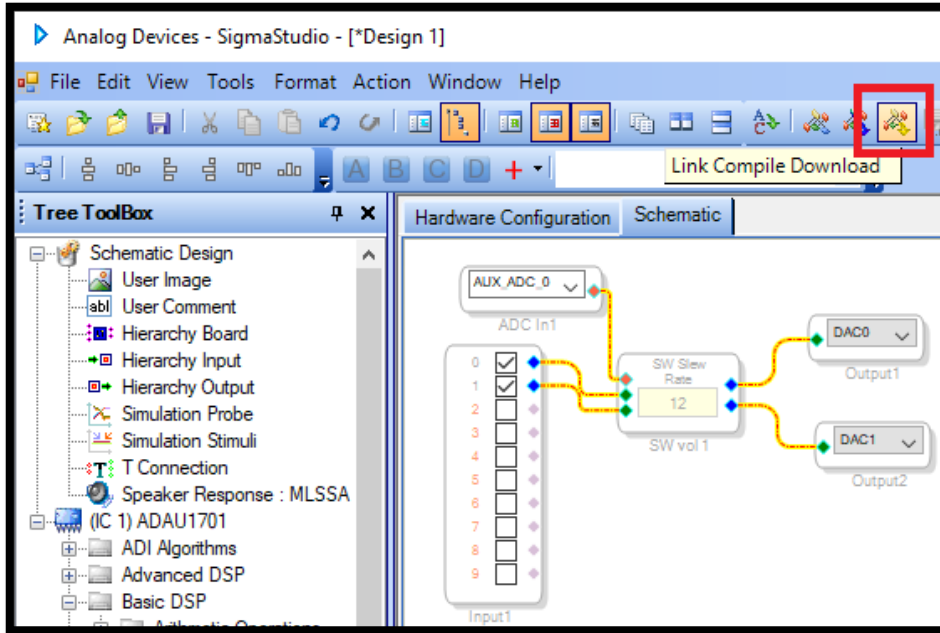 Analog Devices - SigmaStudio - [*Design 1]
File Edit View Tools Format Action Window Help
A B C D
Link Compile Download
Tree ToolBox
Hardware Configuration Schematic
Schematic Design
User Image
abl User Comment
Hierarchy Board
Hierarchy Input
Hierarchy Output
Simulation Probe
Simulation Stimuli
T T Connection
Speaker Response : MLSSA
(IC 1) ADAU1701
ADI Algorithms
Advanced DSP
Basic DSP
Arithmetic Operations
AUX_ADC_0
ADC In1
0
1
2
3
4
5
6
7
8
9
Input1
SW Slew
Rate
12
SW vol 1
DAC0
Output1
DAC1
Output2